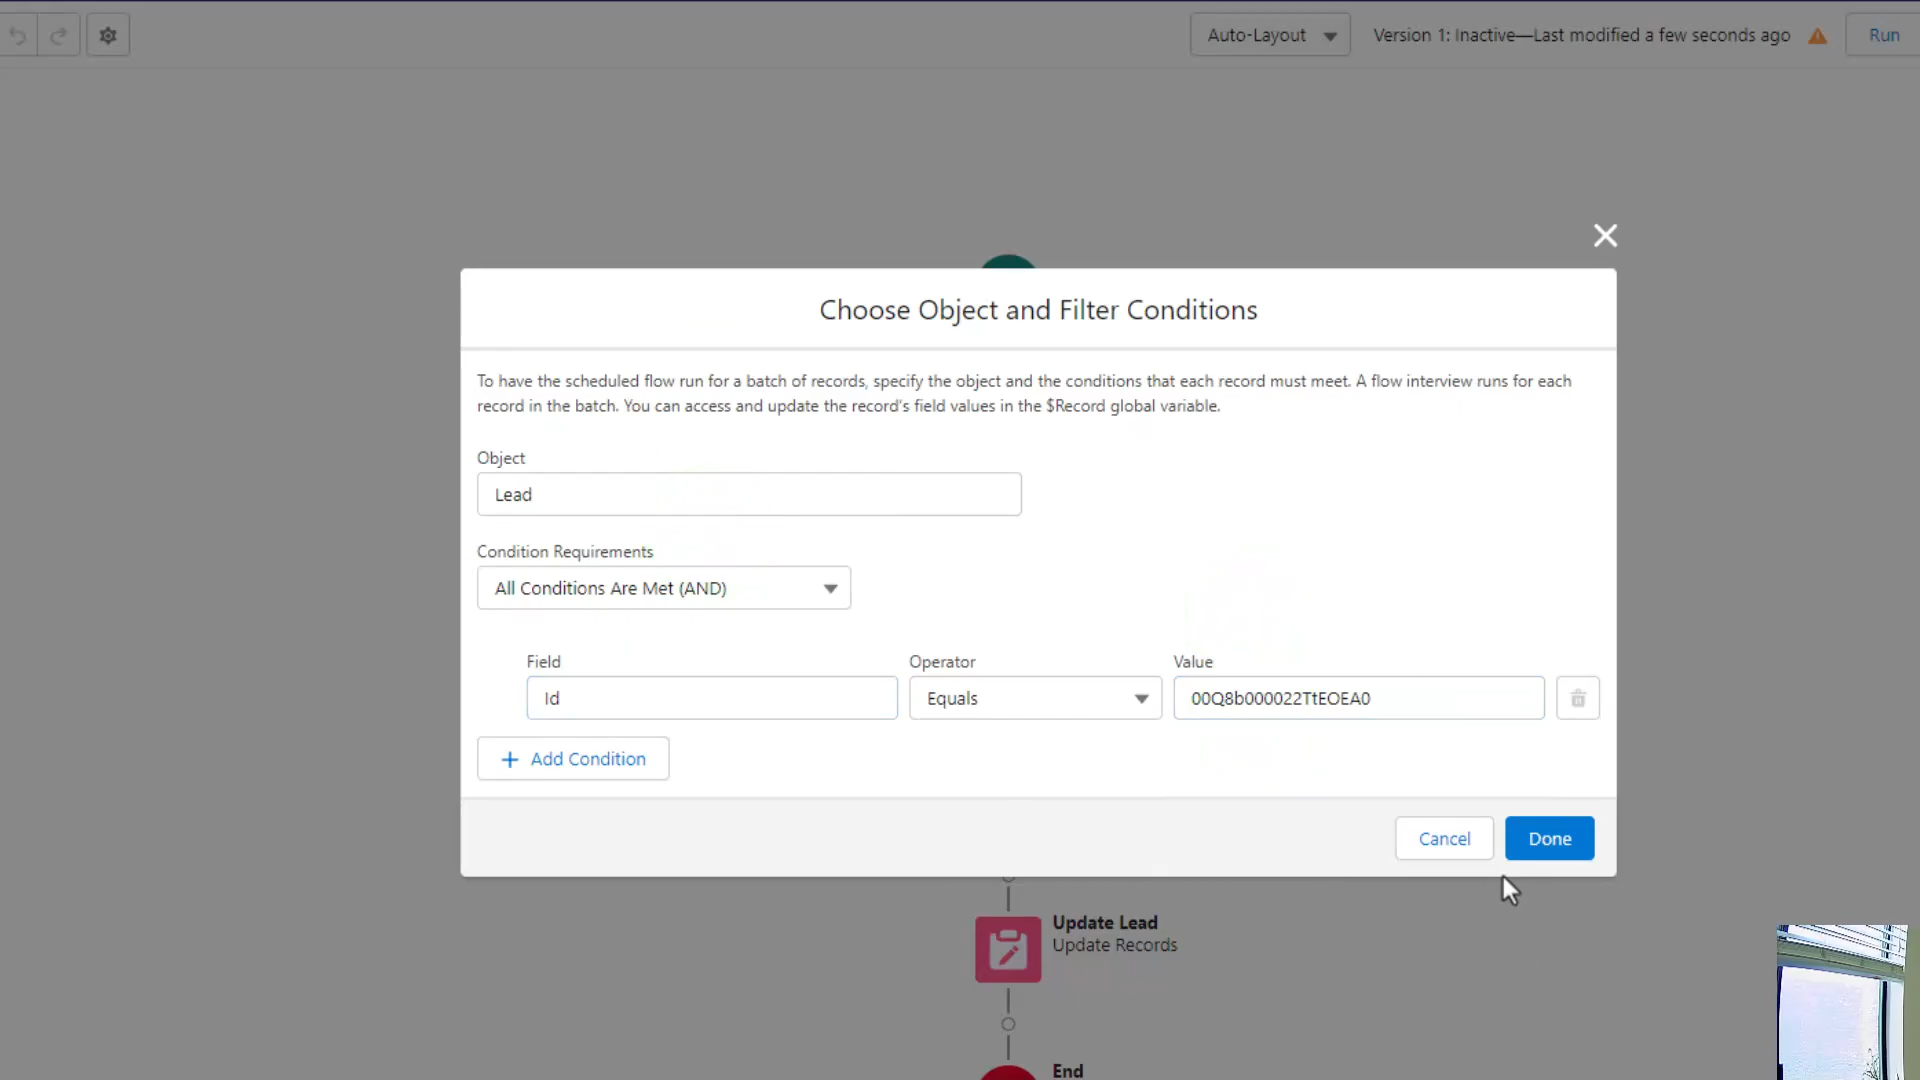 Auto-Layout
Version 1: Inactive—Last modified a few seconds ago
Run
Choose Object and Filter Conditions
To have the scheduled flow run for a batch of records, specify the object and the conditions that each record must meet. A flow interview runs for each
record in the batch. You can access and update the record's field values in the $Record global variable.
Object
Lead
Condition Requirements
All Conditions Are Met (AND)
Field
Operator
Value
Id
Equals
00Q8b000022TtEOEA0
Add Condition
Cancel
Done
Update Lead
Update Records
End